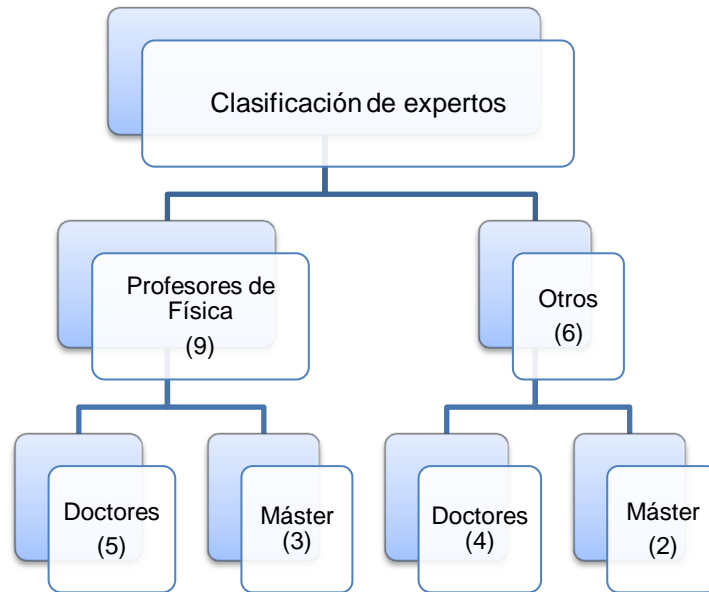 Clasificación de expertos
Profesores de
Física
(9)
Otros
(6)
Doctores
(5)
Máster
(3)
Doctores
(4)
Máster
(2)